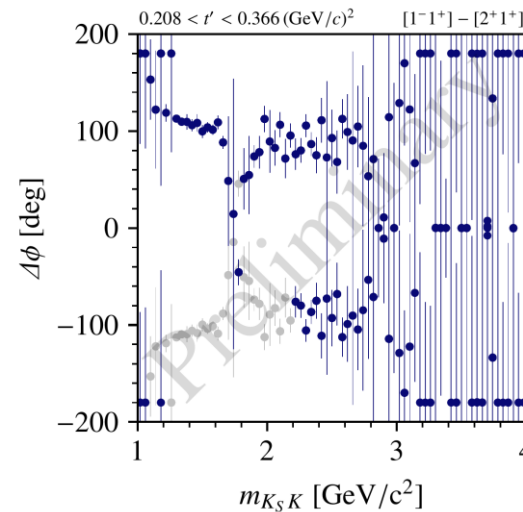 0.208 < t′ < 0.366 (GeV/c)² [1⁻1⁺] − [2⁺1⁺]
200
100
0
−100
−200
Δϕ [deg]
Preliminary
1 2 3 4
m_{K_S K} [GeV/c²]